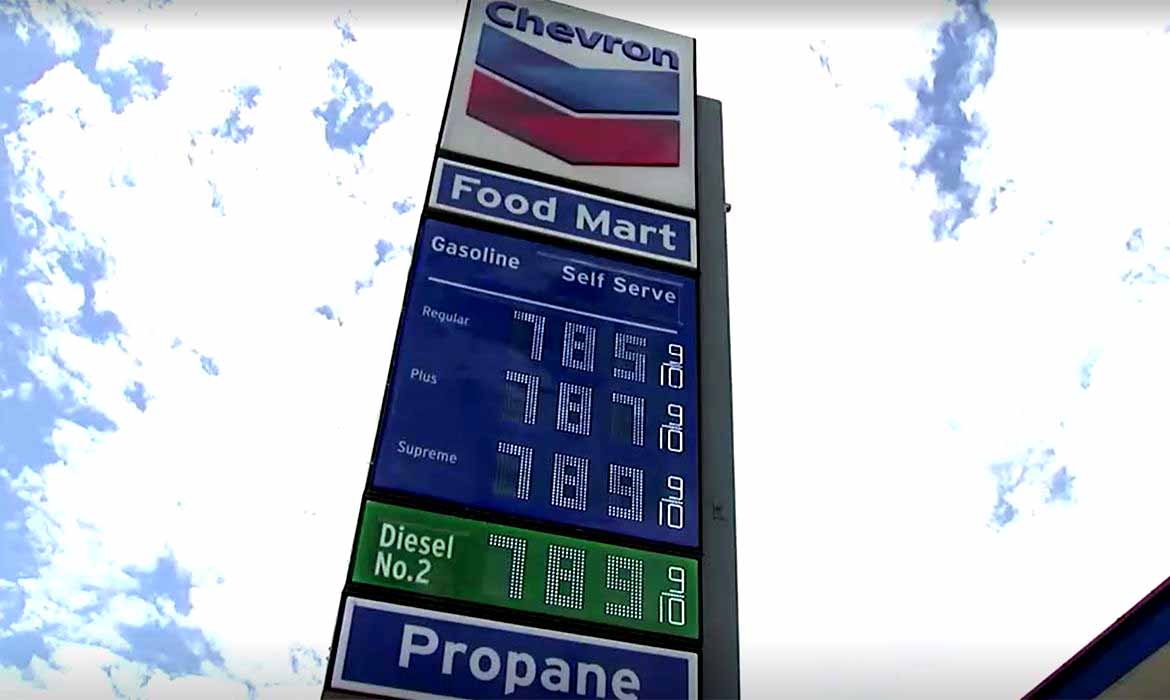 Chevron
Food Mart
Gasoline Self Serve
Regular 785 9/10
Plus 787 9/10
Supreme 789 9/10
Diesel
No.2 789 9/10
Propane